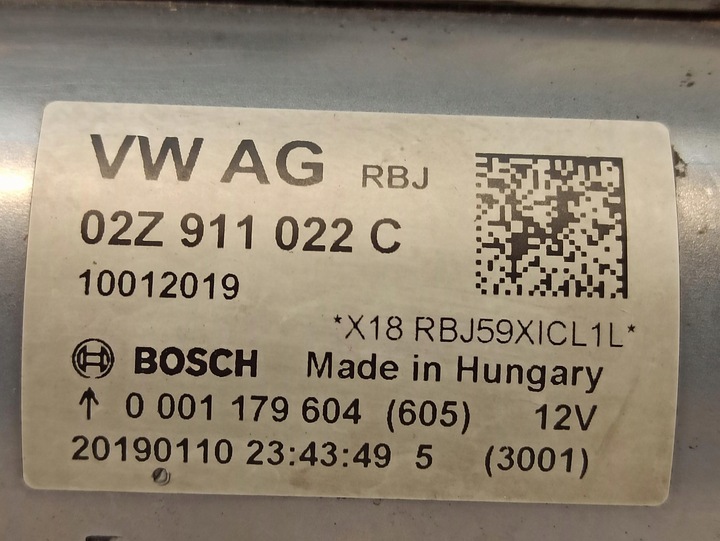 VW AG RBJ
02Z 911 022 C
10012019
*X18 RBJ59XICL1L*
BOSCH Made in Hungary
↑ 0 001 179 604 (605) 12V
20190110 23:43:49 5 (3001)